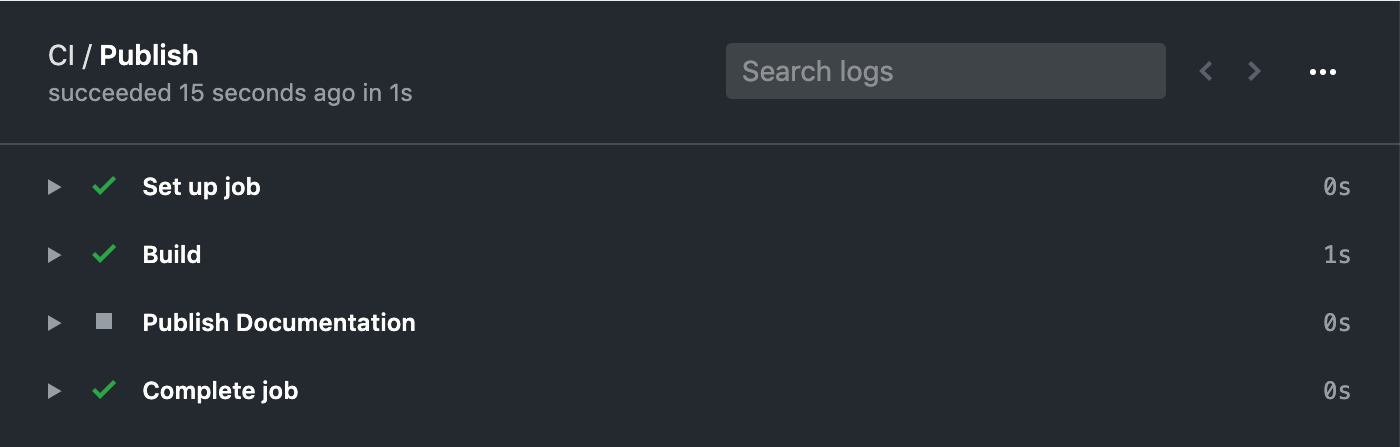 CI / Publish
succeeded 15 seconds ago in 1s
Search logs
Set up job 0s
Build 1s
Publish Documentation 0s
Complete job 0s